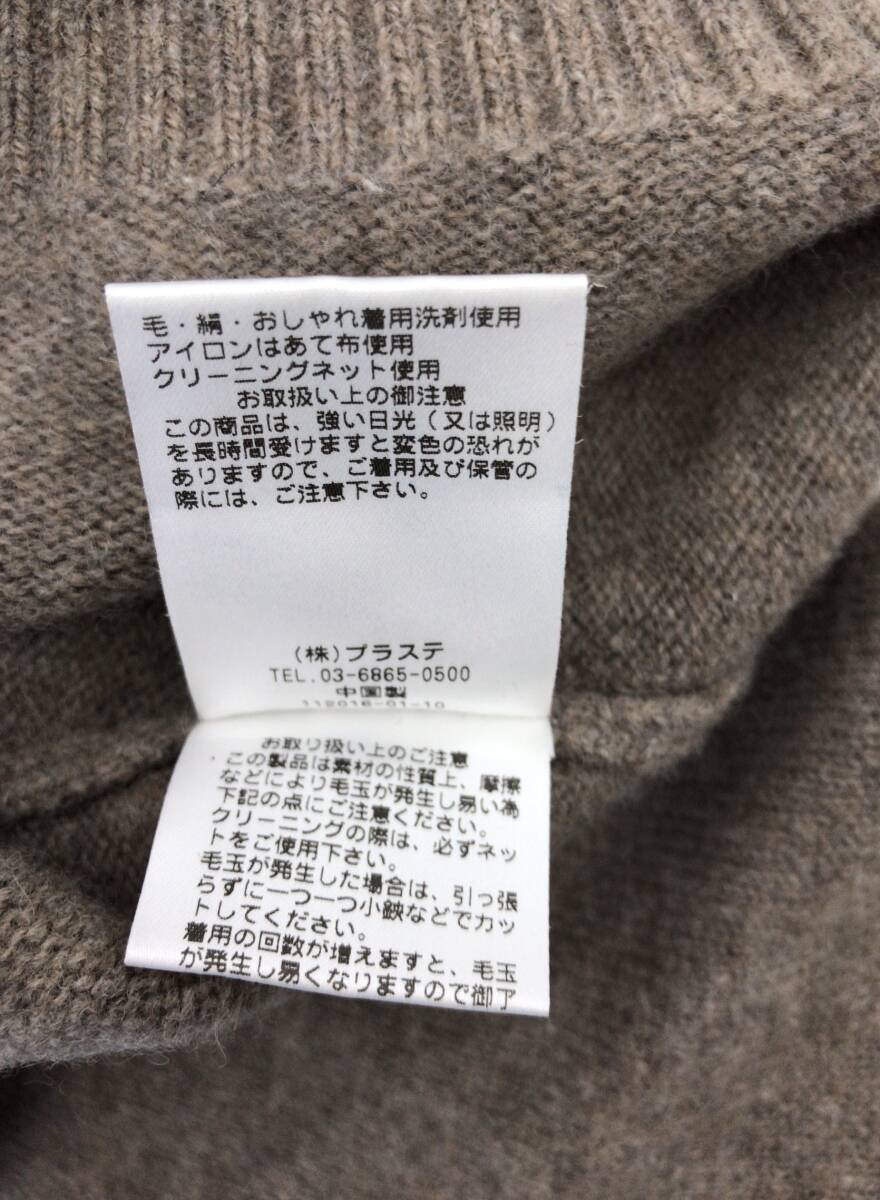 毛・絹・おしゃれ着用洗剤使用
アイロンはあて布使用
クリーニングネット使用
お取扱い上の御注意
この商品は、強い日光(又は照明)
を長時間受けますと変色の恐れが
ありますので、ご着用及び保管の
際には、ご注意下さい。
(株)プラステ
TEL.03-6865-0500
中国製
112016-01-10
お取り扱い上のご注意
この製品は素材の性質上、摩擦
などにより毛玉が発生し易い為
下記の点にご注意ください。
クリーニングの際は、必ずネッ
トをご使用下さい。
毛玉が発生した場合は、引っ張
らずに一つ一つ小鋏などでカッ
トしてください。
着用の回数が増えますと、毛玉
が発生し易くなりますので御ア